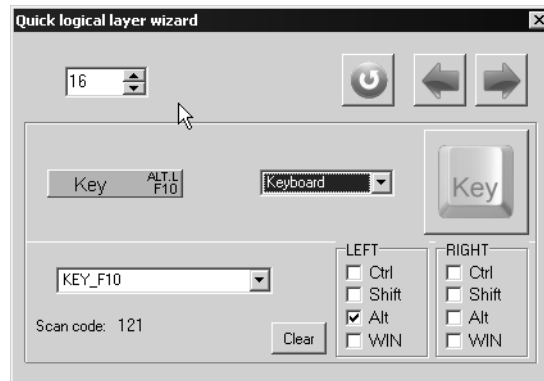 Quick logical layer wizard
16
Key ALT.L
F10
Keyboard
Key
KEY_F10
Scan code: 121
Clear
LEFT
Ctrl
Shift
Alt
WIN
RIGHT
Ctrl
Shift
Alt
WIN